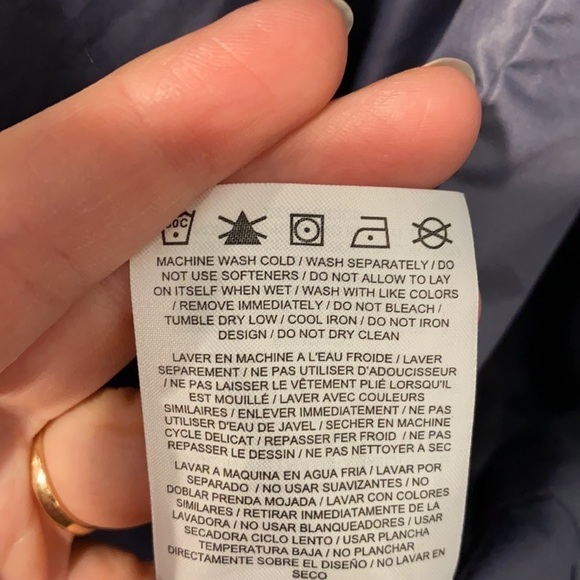 30C
MACHINE WASH COLD / WASH SEPARATELY / DO
NOT USE SOFTENERS / DO NOT ALLOW TO LAY
ON ITSELF WHEN WET / WASH WITH LIKE COLORS
/ REMOVE IMMEDIATELY / DO NOT BLEACH /
TUMBLE DRY LOW / COOL IRON / DO NOT IRON
DESIGN / DO NOT DRY CLEAN
LAVER EN MACHINE A L'EAU FROIDE / LAVER
SEPAREMENT / NE PAS UTILISER D'ADOUCISSEUR
/ NE PAS LAISSER LE VÊTEMENT PLIÉ LORSQU'IL
EST MOUILLÉ / LAVER AVEC COULEURS
SIMILAIRES / ENLEVER IMMEDIATEMENT / NE PAS
UTILISER D'EAU DE JAVEL / SECHER EN MACHINE
CYCLE DELICAT / REPASSER FER FROID / NE PAS
REPASSER LE DESSIN / NE PAS NETTOYER A SEC
LAVAR A MAQUINA EN AGUA FRIA / LAVAR POR
SEPARADO / NO USAR SUAVIZANTES / NO
DOBLAR PRENDA MOJADA / LAVAR CON COLORES
SIMILARES / RETIRAR IMMEDIATAMENTE DE LA
LAVADORA / NO USAR BLANQUEADORES / USAR
SECADORA CICLO LENTO / USAR PLANCHA
TEMPERATURA BAJA / NO PLANCHAR
DIRECTAMENTE SOBRE EL DISEÑO / NO LAVAR EN
SECO